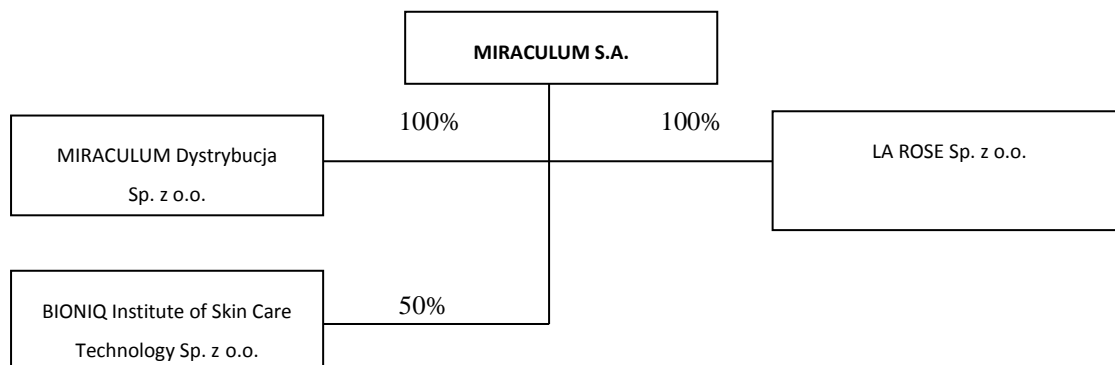 MIRACULUM S.A.
100%
100%
MIRACULUM Dystrybucja
Sp. z o.o.
LA ROSE Sp. z o.o.
BIONIQ Institute of Skin Care
Technology Sp. z o.o.
50%